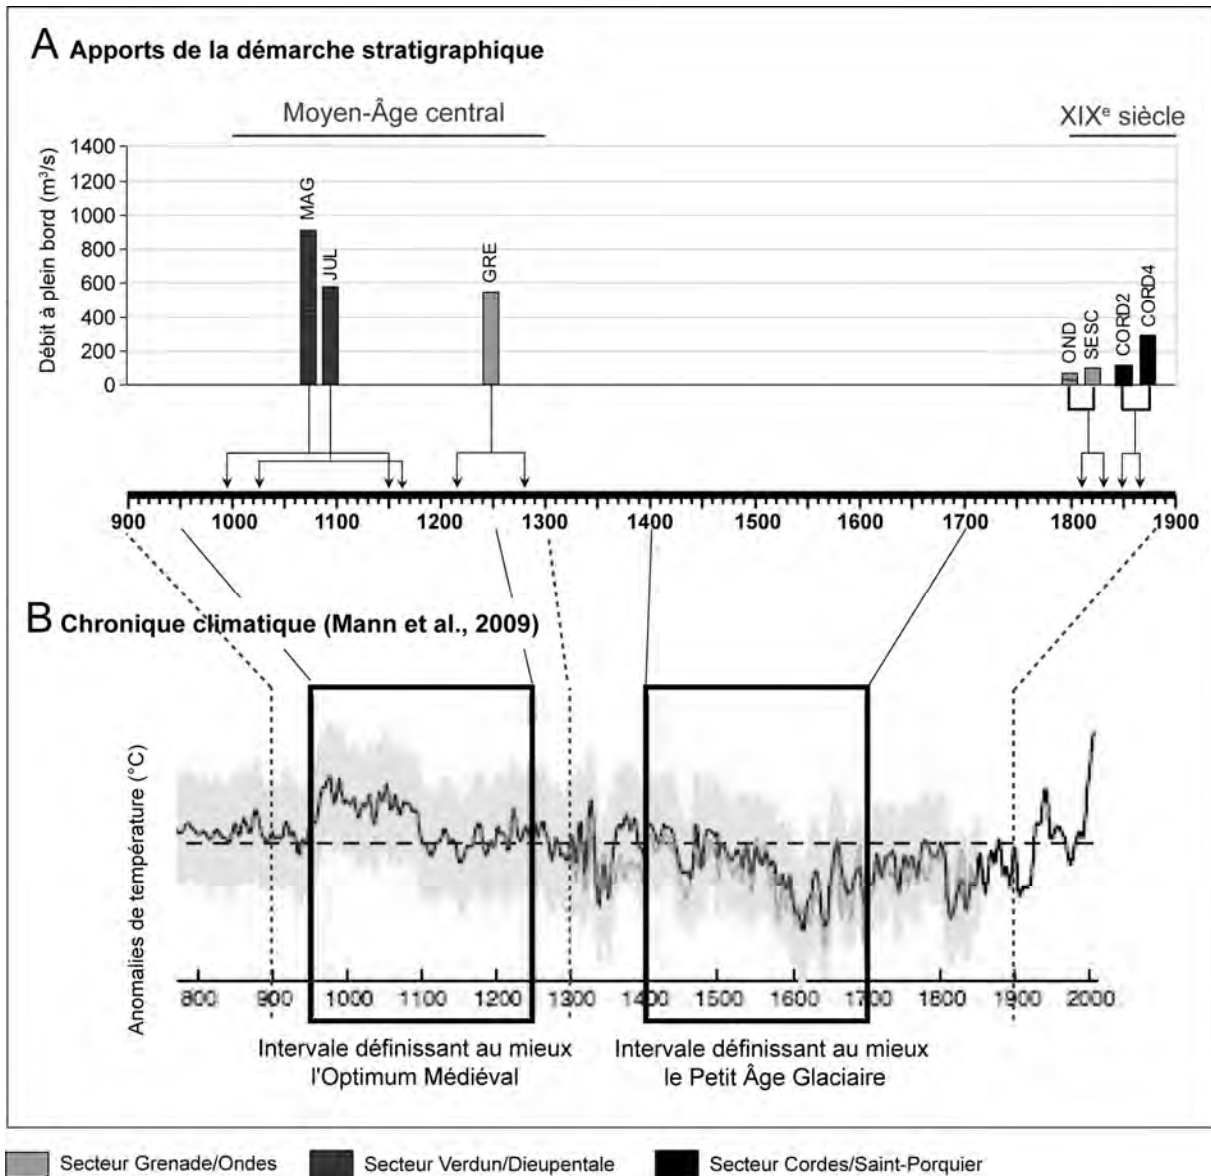 A Apports de la démarche stratigraphique
Moyen-Âge central
XIXe siècle
Débit à plein bord (m³/s)
1400
1200
1000
800
600
400
200
0
MAG
JUL
GRE
OND
SESC
CORD2
CORD4
900 1000 1100 1200 1300 1400 1500 1600 1700 1800 1900
B Chronique climatique (Mann et al., 2009)
Anomalies de température (°C)
800 900 1000 1100 1200 1300 1400 1500 1600 1700 1800 1900 2000
Intervale définissant au mieux
l'Optimum Médiéval
Intervale définissant au mieux
le Petit Âge Glaciaire
Secteur Grenade/Ondes
Secteur Verdun/Dieupentale
Secteur Cordes/Saint-Porquier